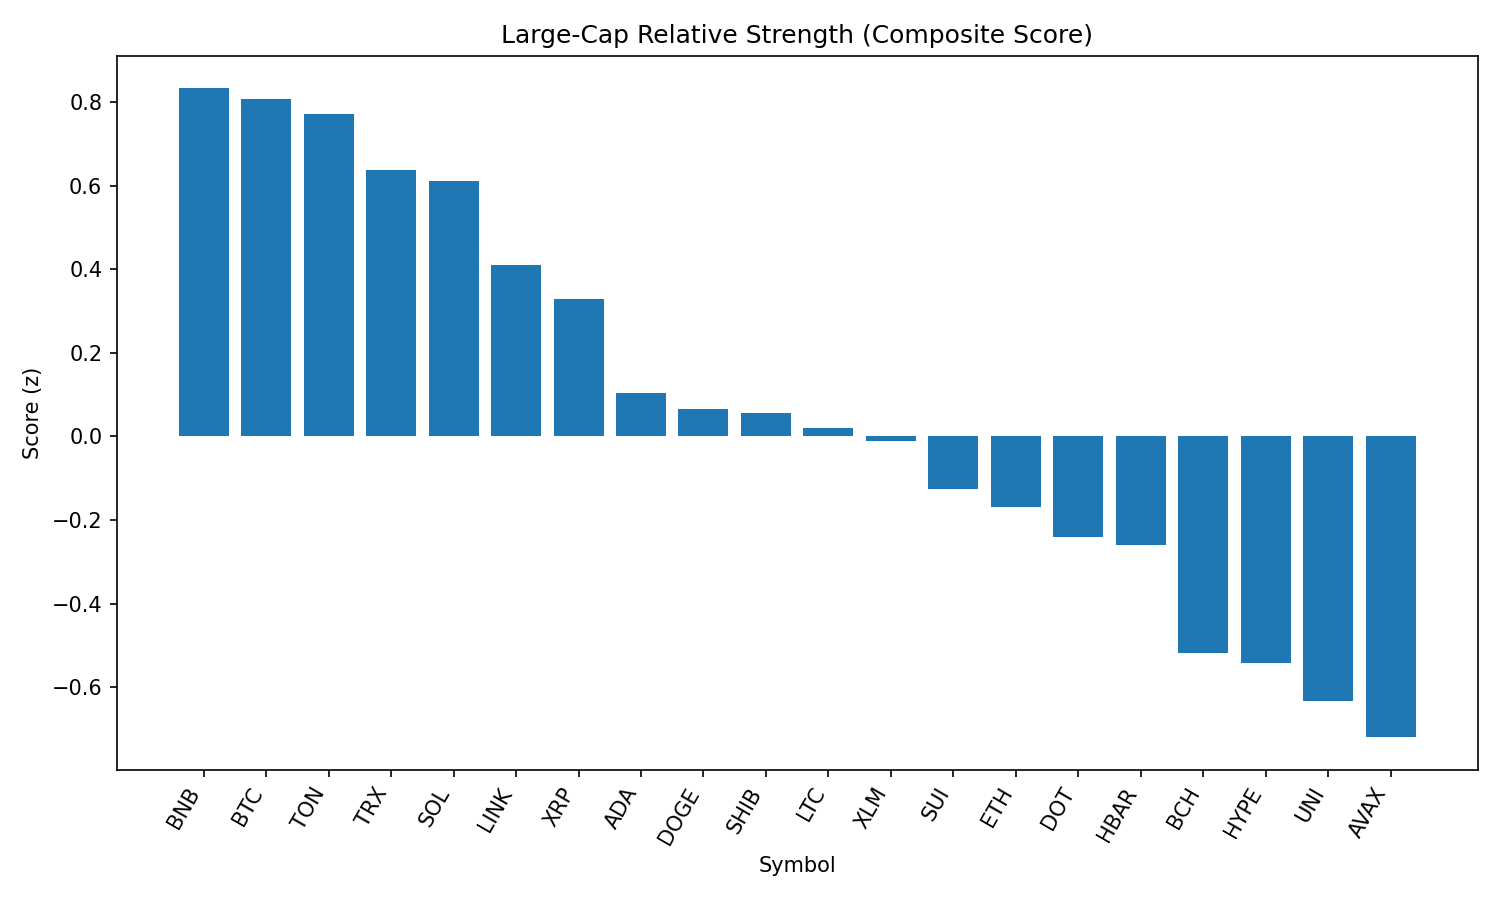 Large-Cap Relative Strength (Composite Score)
Score (z)
0.8
0.6
0.4
0.2
0.0
−0.2
−0.4
−0.6
BNB
BTC
TON
TRX
SOL
LINK
XRP
ADA
DOGE
SHIB
LTC
XLM
SUI
ETH
DOT
HBAR
BCH
HYPE
UNI
AVAX
Symbol